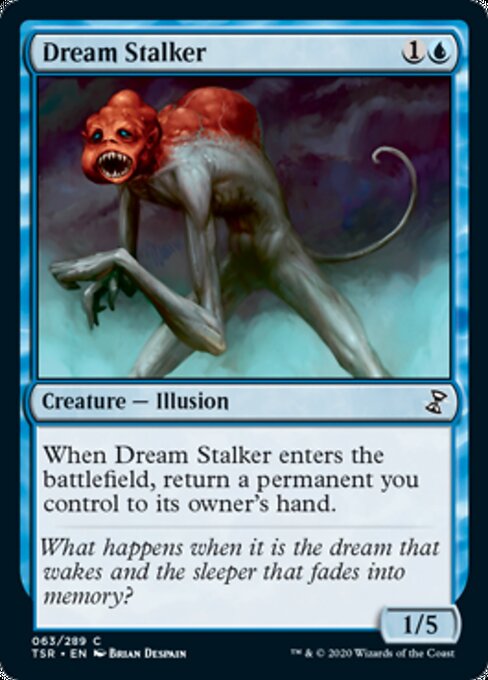 Dream Stalker 1
Creature — Illusion
When Dream Stalker enters the
battlefield, return a permanent you
control to its owner's hand.
What happens when it is the dream that
wakes and the sleeper that fades into
memory?
1/5
063/289 C
TSR • EN Brian Despain
™ & © 2020 Wizards of the Coast